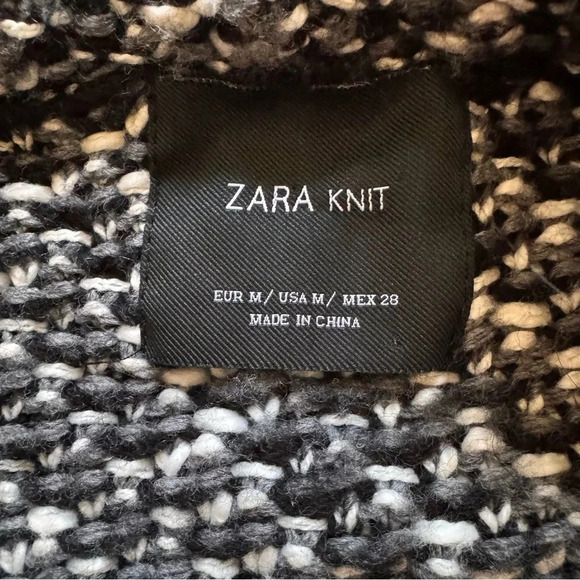 ZARA KNIT
EUR M/ USA M/ MEX 28
MADE IN CHINA